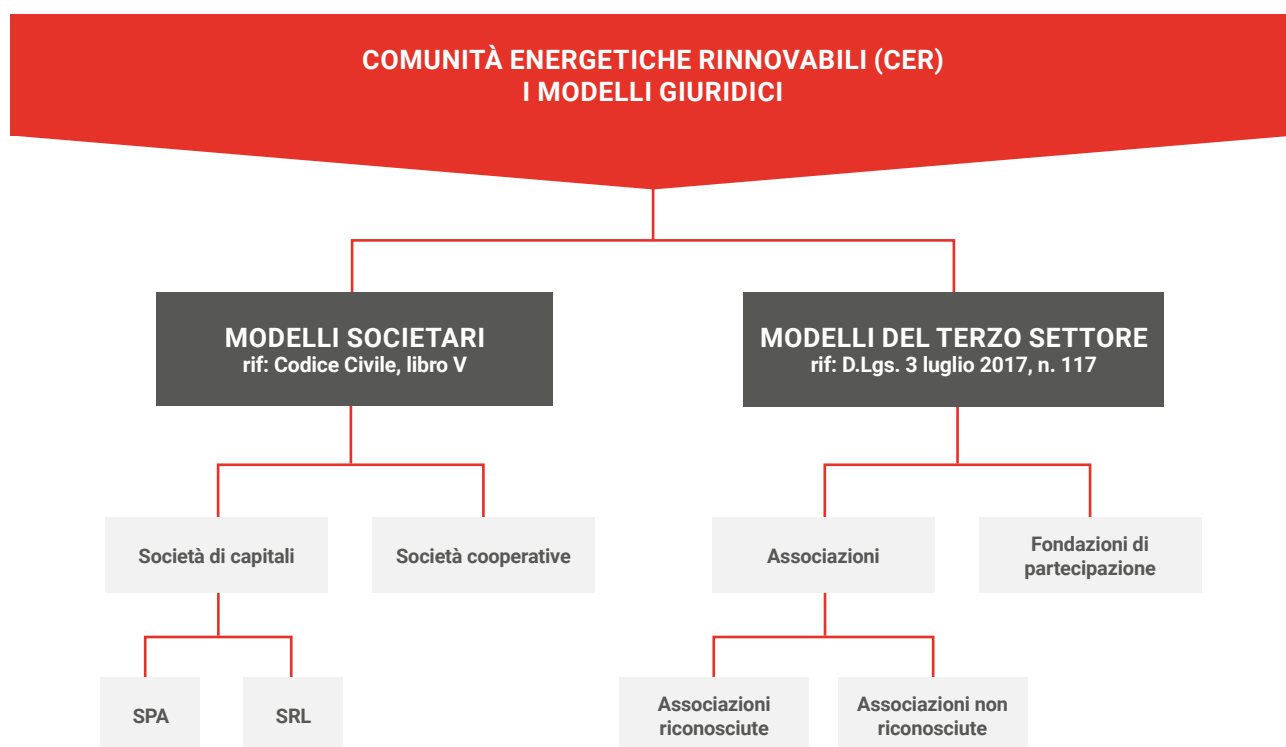 COMUNITÀ ENERGETICHE RINNOVABILI (CER)
I MODELLI GIURIDICI
MODELLI SOCIETARI
rif: Codice Civile, libro V
MODELLI DEL TERZO SETTORE
rif: D.Lgs. 3 luglio 2017, n. 117
Società di capitali
Società cooperative
Associazioni
Fondazioni di
partecipazione
SPA
SRL
Associazioni
riconosciute
Associazioni non
riconosciute